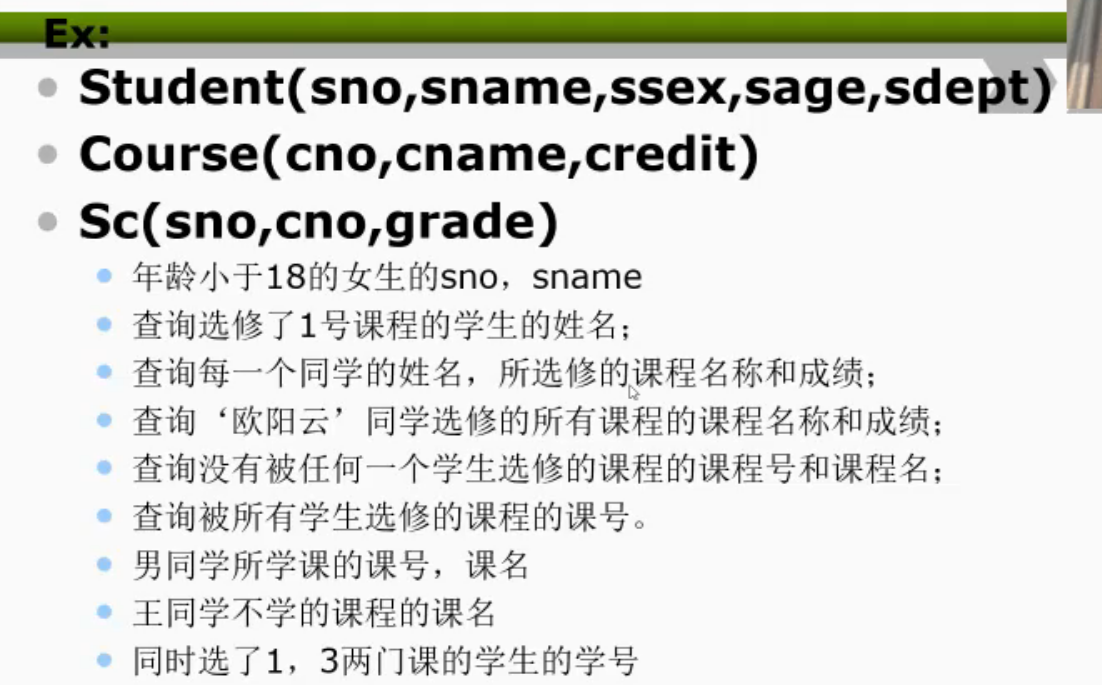 Ex:
Student(sno,sname,ssex,sage,sdept)
Course(cno,cname,credit)
Sc(sno,cno,grade)
年龄小于18的女生的sno，sname
查询选修了1号课程的学生的姓名；
查询每一个同学的姓名，所选修的课程名称和成绩；
查询‘欧阳云’同学选修的所有课程的课程名称和成绩；
查询没有被任何一个学生选修的课程的课程号和课程名；
查询被所有学生选修的课程的课号。
男同学所学课的课号，课名
王同学不学的课程的课名
同时选了1，3两门课的学生的学号